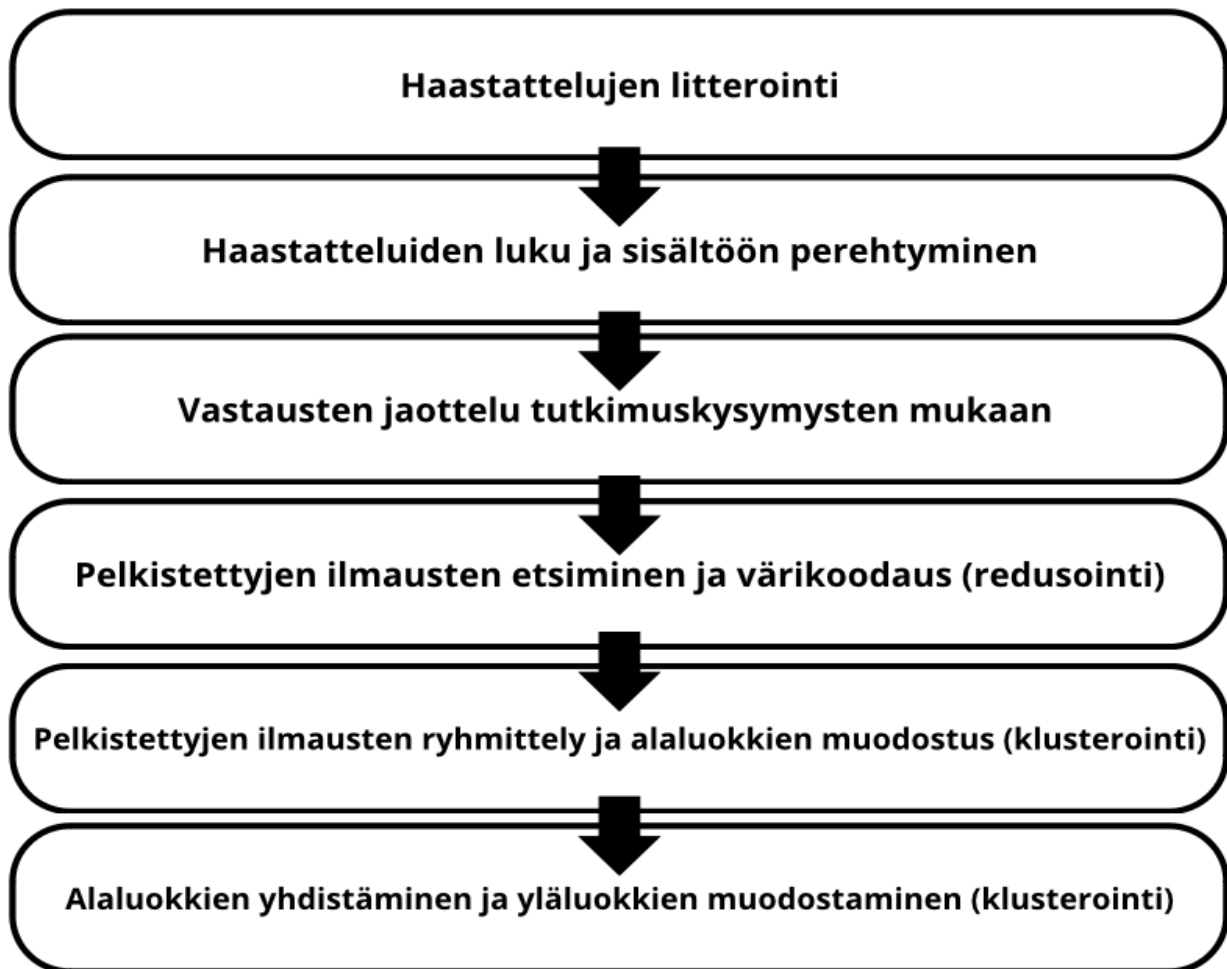 Haastattelujen litterointi
Haastatteluiden luku ja sisältöön perehtyminen
Vastausten jaottelu tutkimuskysymysten mukaan
Pelkistettyjen ilmausten etsiminen ja värikoodaus (redusointi)
Pelkistettyjen ilmausten ryhmittely ja alaluokkien muodostus (klusterointi)
Alaluokkien yhdistäminen ja yläluokkien muodostaminen (klusterointi)